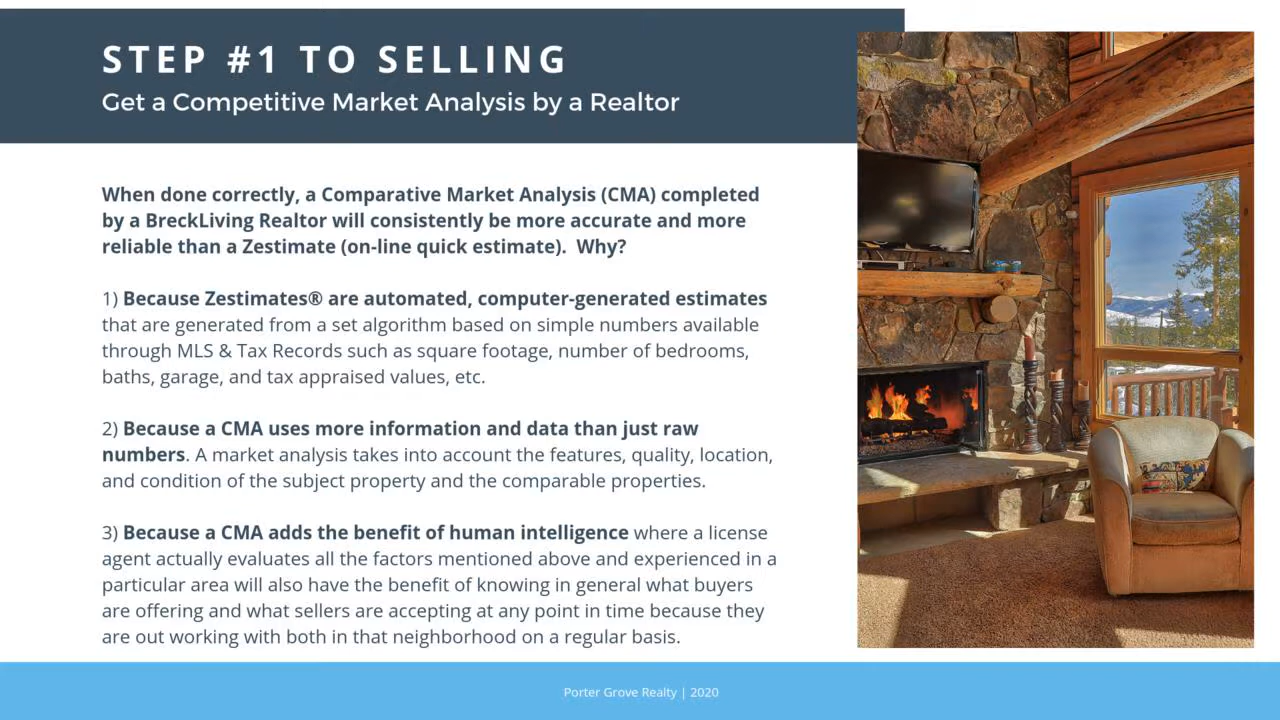 STEP #1 TO SELLING
Get a Competitive Market Analysis by a Realtor
When done correctly, a Comparative Market Analysis (CMA) completed
by a BreckLiving Realtor will consistently be more accurate and more
reliable than a Zestimate (on-line quick estimate).  Why?
1) Because Zestimates® are automated, computer-generated estimates
that are generated from a set algorithm based on simple numbers available
through MLS & Tax Records such as square footage, number of bedrooms,
baths, garage, and tax appraised values, etc.
2) Because a CMA uses more information and data than just raw
numbers. A market analysis takes into account the features, quality, location,
and condition of the subject property and the comparable properties.
3) Because a CMA adds the benefit of human intelligence where a license
agent actually evaluates all the factors mentioned above and experienced in a
particular area will also have the benefit of knowing in general what buyers
are offering and what sellers are accepting at any point in time because they
are out working with both in that neighborhood on a regular basis.
Porter Grove Realty | 2020